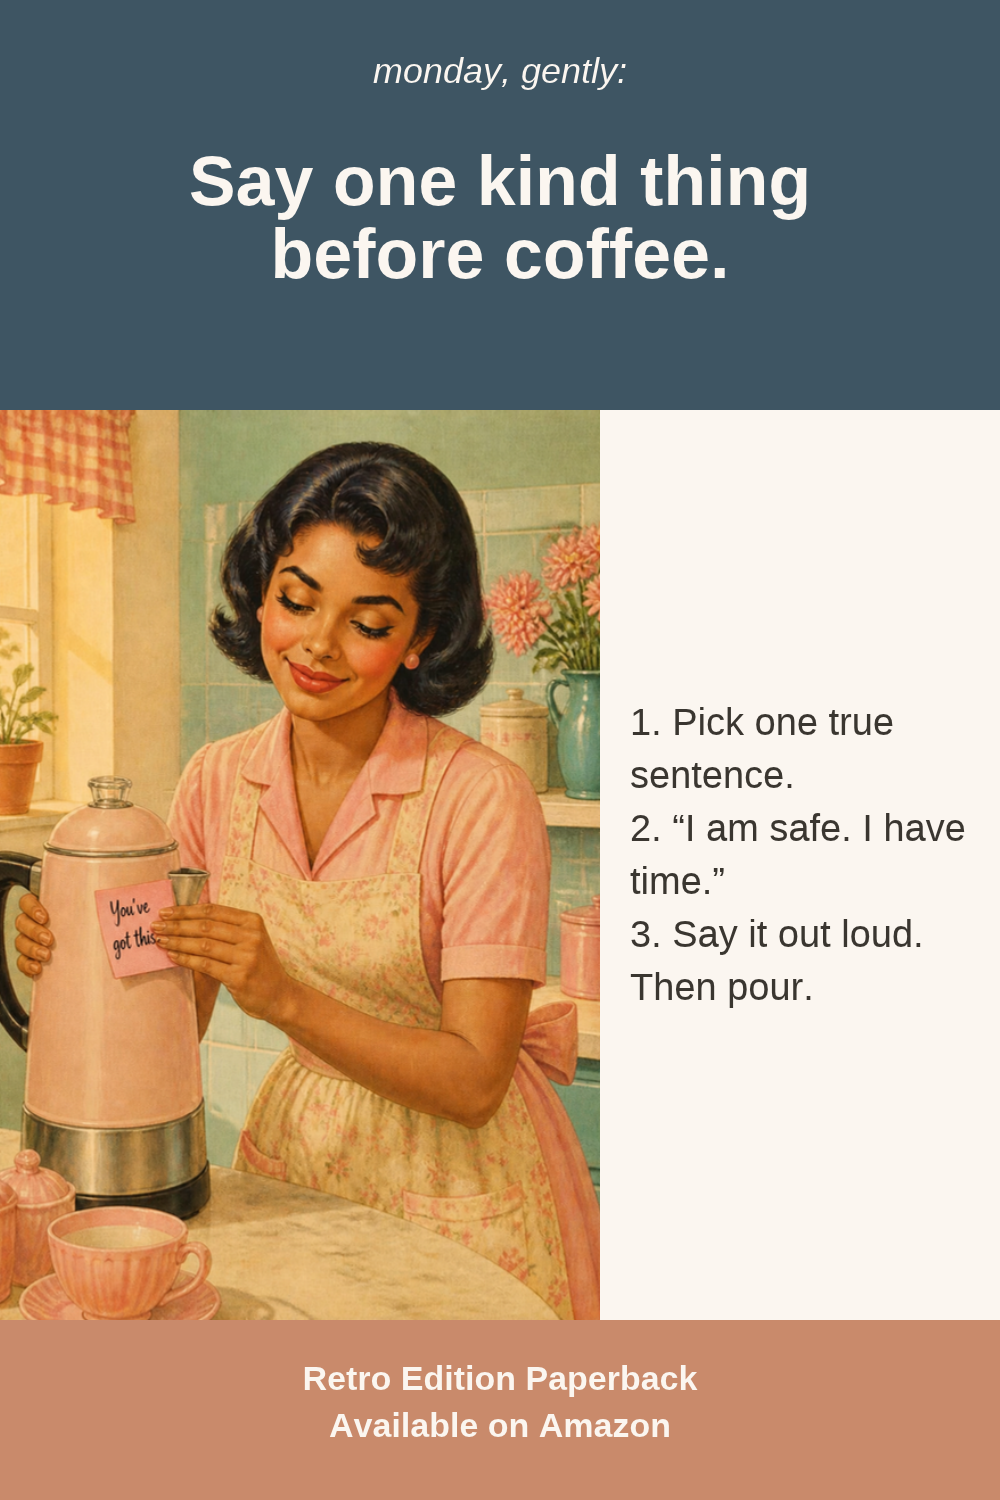 monday, gently:
Say one kind thing
before coffee.
You've
got this.
1. Pick one true
sentence.
2. “I am safe. I have
time.”
3. Say it out loud.
Then pour.
Retro Edition Paperback
Available on Amazon